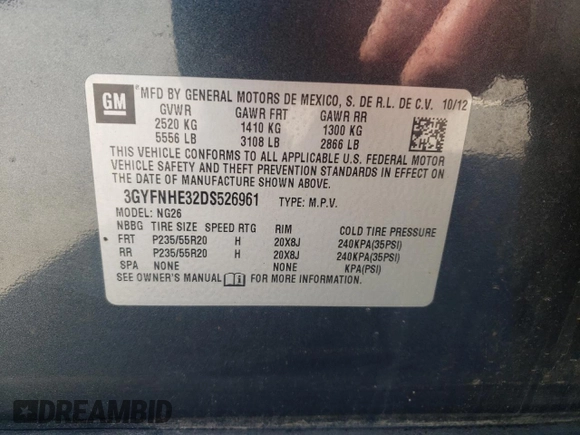 GM
MFD BY GENERAL MOTORS DE MEXICO, S. DE R.L. DE C.V. 10/12
GVWR GAWR FRT GAWR RR
2520 KG 1410 KG 1300 KG
5556 LB 3108 LB 2866 LB
THIS VEHICLE CONFORMS TO ALL APPLICABLE U.S. FEDERAL MOTOR
VEHICLE SAFETY AND THEFT PREVENTION STANDARDS IN EFFECT ON
THE DATE OF MANUFACTURE SHOWN ABOVE.
3GYFNHE32DS526961 TYPE: M.P.V.
MODEL: NG26
NBBG TIRE SIZE SPEED RTG RIM COLD TIRE PRESSURE
FRT P235/55R20 H 20X8J 240KPA(35PSI)
RR P235/55R20 H 20X8J 240KPA(35PSI)
SPA NONE NONE KPA(PSI)
SEE OWNER'S MANUAL FOR MORE INFORMATION.
DREAMBID